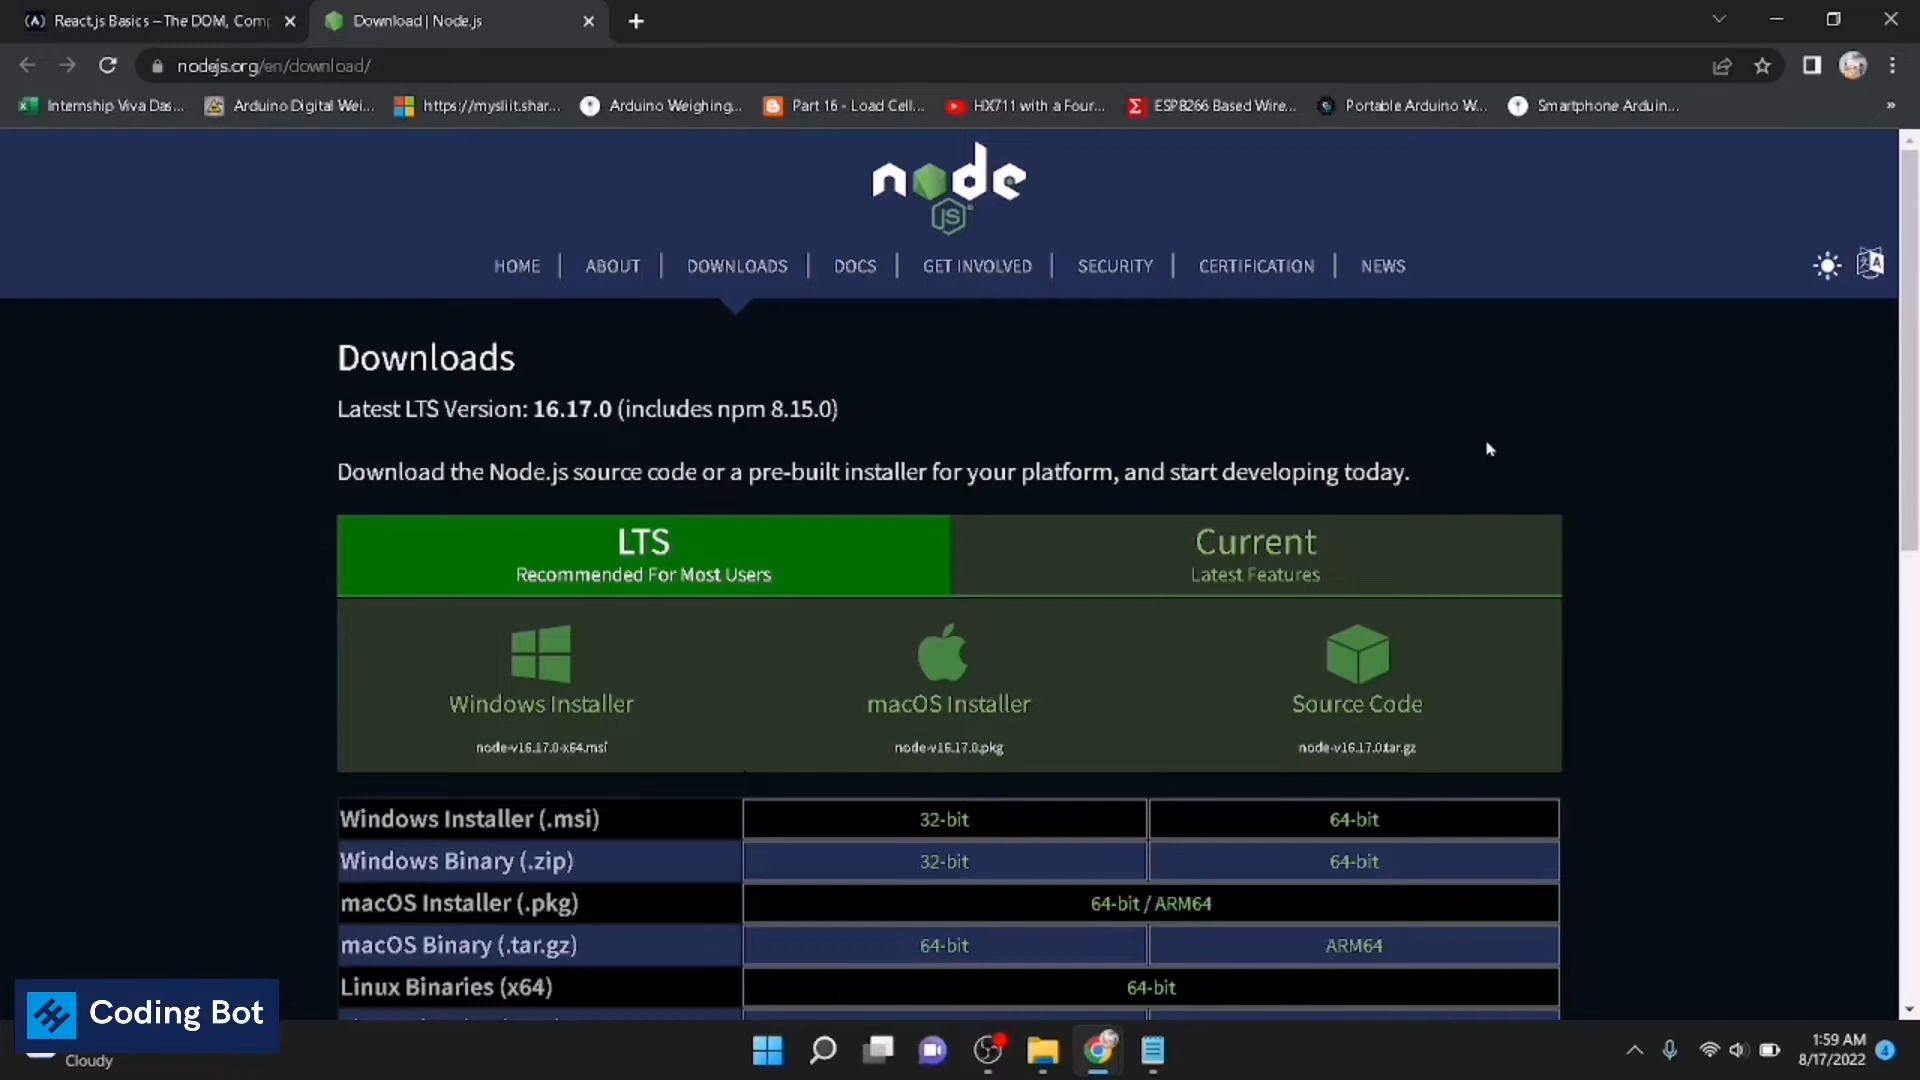 React.js Basics – The DOM, Comp
Download | Node.js
nodejs.org/en/download/
Internship Viva Das...
Arduino Digital Wei...
https://mysliit.shar...
Arduino Weighing...
Part 16 - Load Cell...
HX711 with a Four...
ESP8266 Based Wire...
Portable Arduino W...
Smartphone Arduin...
node
JS
HOME | ABOUT | DOWNLOADS | DOCS | GET INVOLVED | SECURITY | CERTIFICATION | NEWS
Downloads
Latest LTS Version: 16.17.0 (includes npm 8.15.0)
Download the Node.js source code or a pre-built installer for your platform, and start developing today.
LTS
Recommended For Most Users
Current
Latest Features
Windows Installer
node-v16.17.0-x64.msi
macOS Installer
node-v16.17.0.pkg
Source Code
node-v16.17.0.tar.gz
Windows Installer (.msi) 32-bit 64-bit
Windows Binary (.zip) 32-bit 64-bit
macOS Installer (.pkg) 64-bit / ARM64
macOS Binary (.tar.gz) 64-bit ARM64
Linux Binaries (x64) 64-bit
Coding Bot
Cloudy
1:59 AM
8/17/2022
4